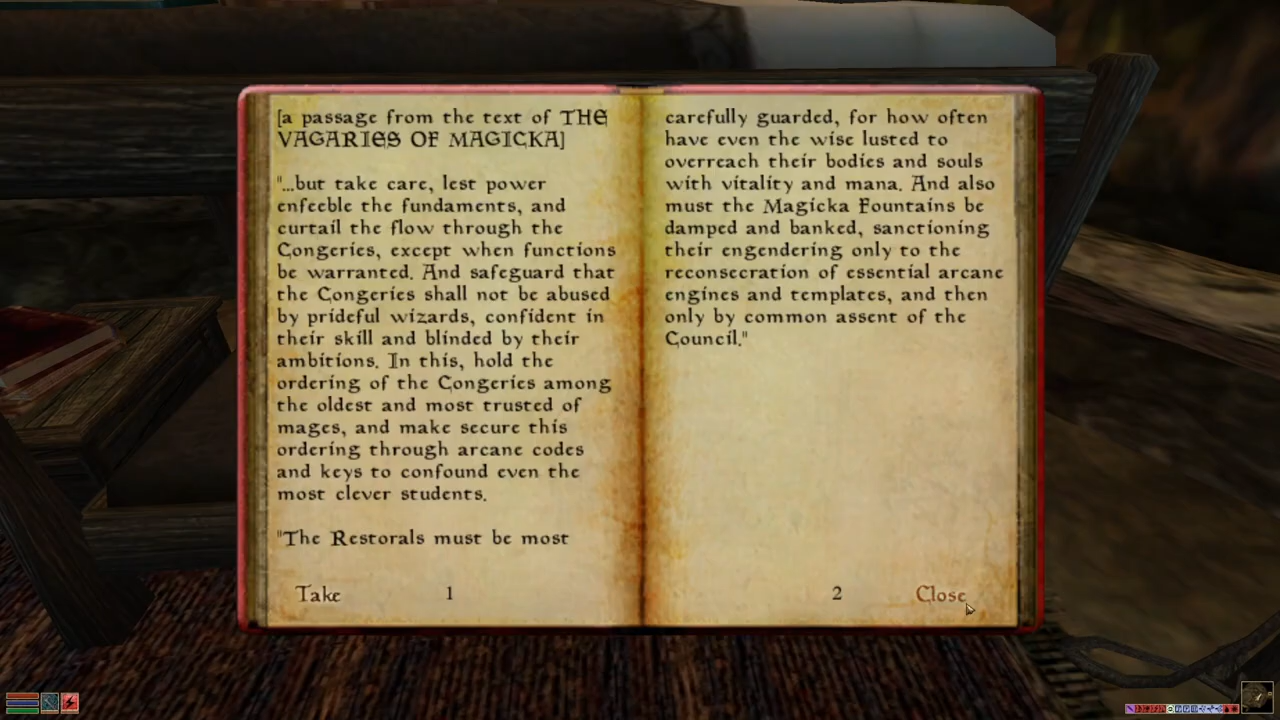 [a passage from the text of THE
VAGARIES OF MAGICKA]
"...but take care, lest power
enfeeble the fundaments, and
curtail the flow through the
Congeries, except when functions
be warranted. And safeguard that
the Congeries shall not be abused
by prideful wizards, confident in
their skill and blinded by their
ambitions. In this, hold the
ordering of the Congeries among
the oldest and most trusted of
mages, and make secure this
ordering through arcane codes
and keys to confound even the
most clever students.
"The Restorals must be most
Take 1
carefully guarded, for how often
have even the wise lusted to
overreach their bodies and souls
with vitality and mana. And also
must the Magicka Fountains be
damped and banked, sanctioning
their engendering only to the
reconsecration of essential arcane
engines and templates, and then
only by common assent of the
Council."
2 Close